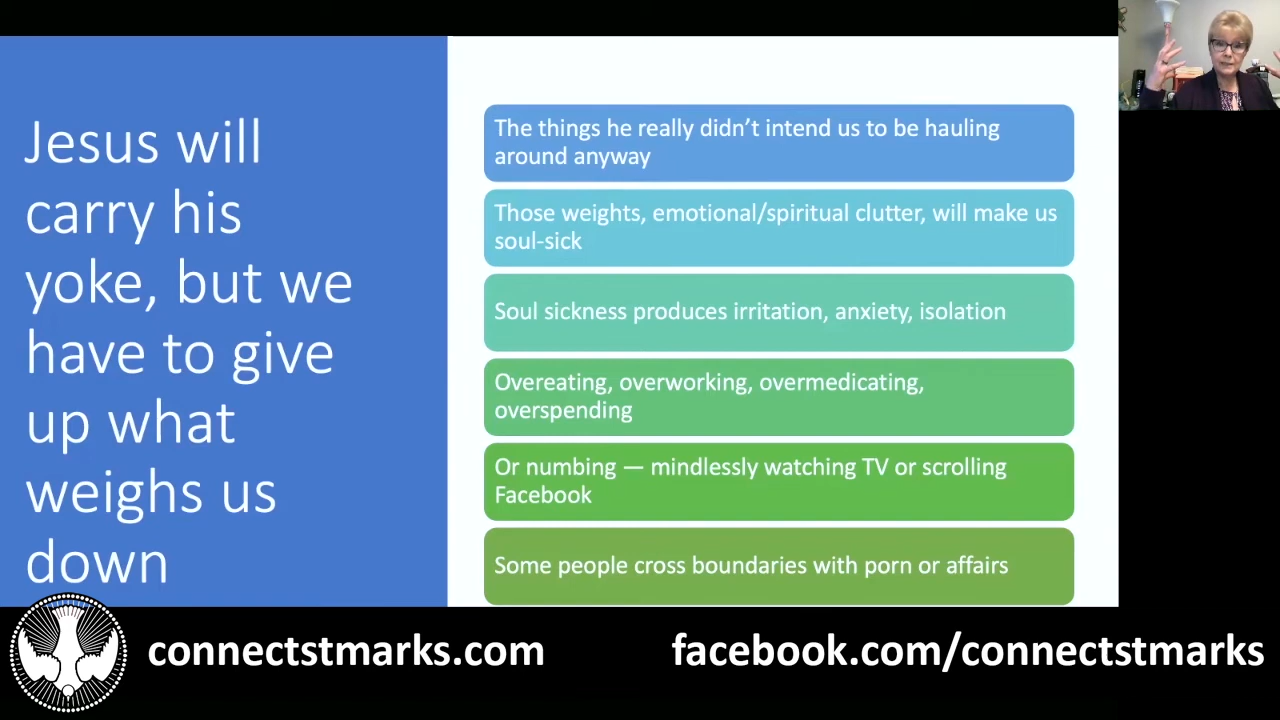 Jesus will
carry his
yoke, but we
have to give
up what
weighs us
down
The things he really didn’t intend us to be hauling
around anyway
Those weights, emotional/spiritual clutter, will make us
soul-sick
Soul sickness produces irritation, anxiety, isolation
Overeating, overworking, overmedicating,
overspending
Or numbing — mindlessly watching TV or scrolling
Facebook
Some people cross boundaries with porn or affairs
connectstmarks.com
facebook.com/connectstmarks